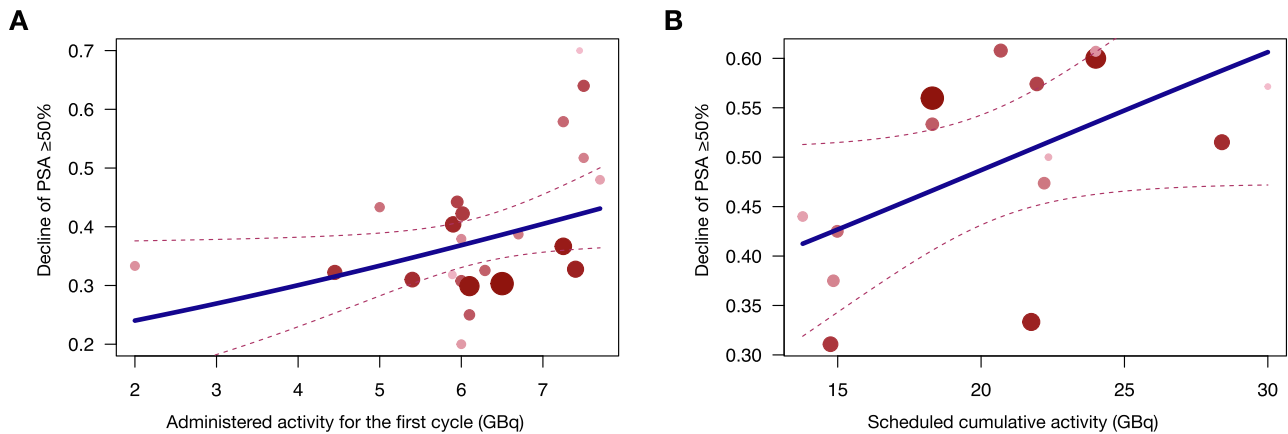 A
Decline of PSA ≥50%
0.7
0.6
0.5
0.4
0.3
0.2
2 3 4 5 6 7
Administered activity for the first cycle (GBq)
B
Decline of PSA ≥50%
0.60
0.55
0.50
0.45
0.40
0.35
0.30
15 20 25 30
Scheduled cumulative activity (GBq)